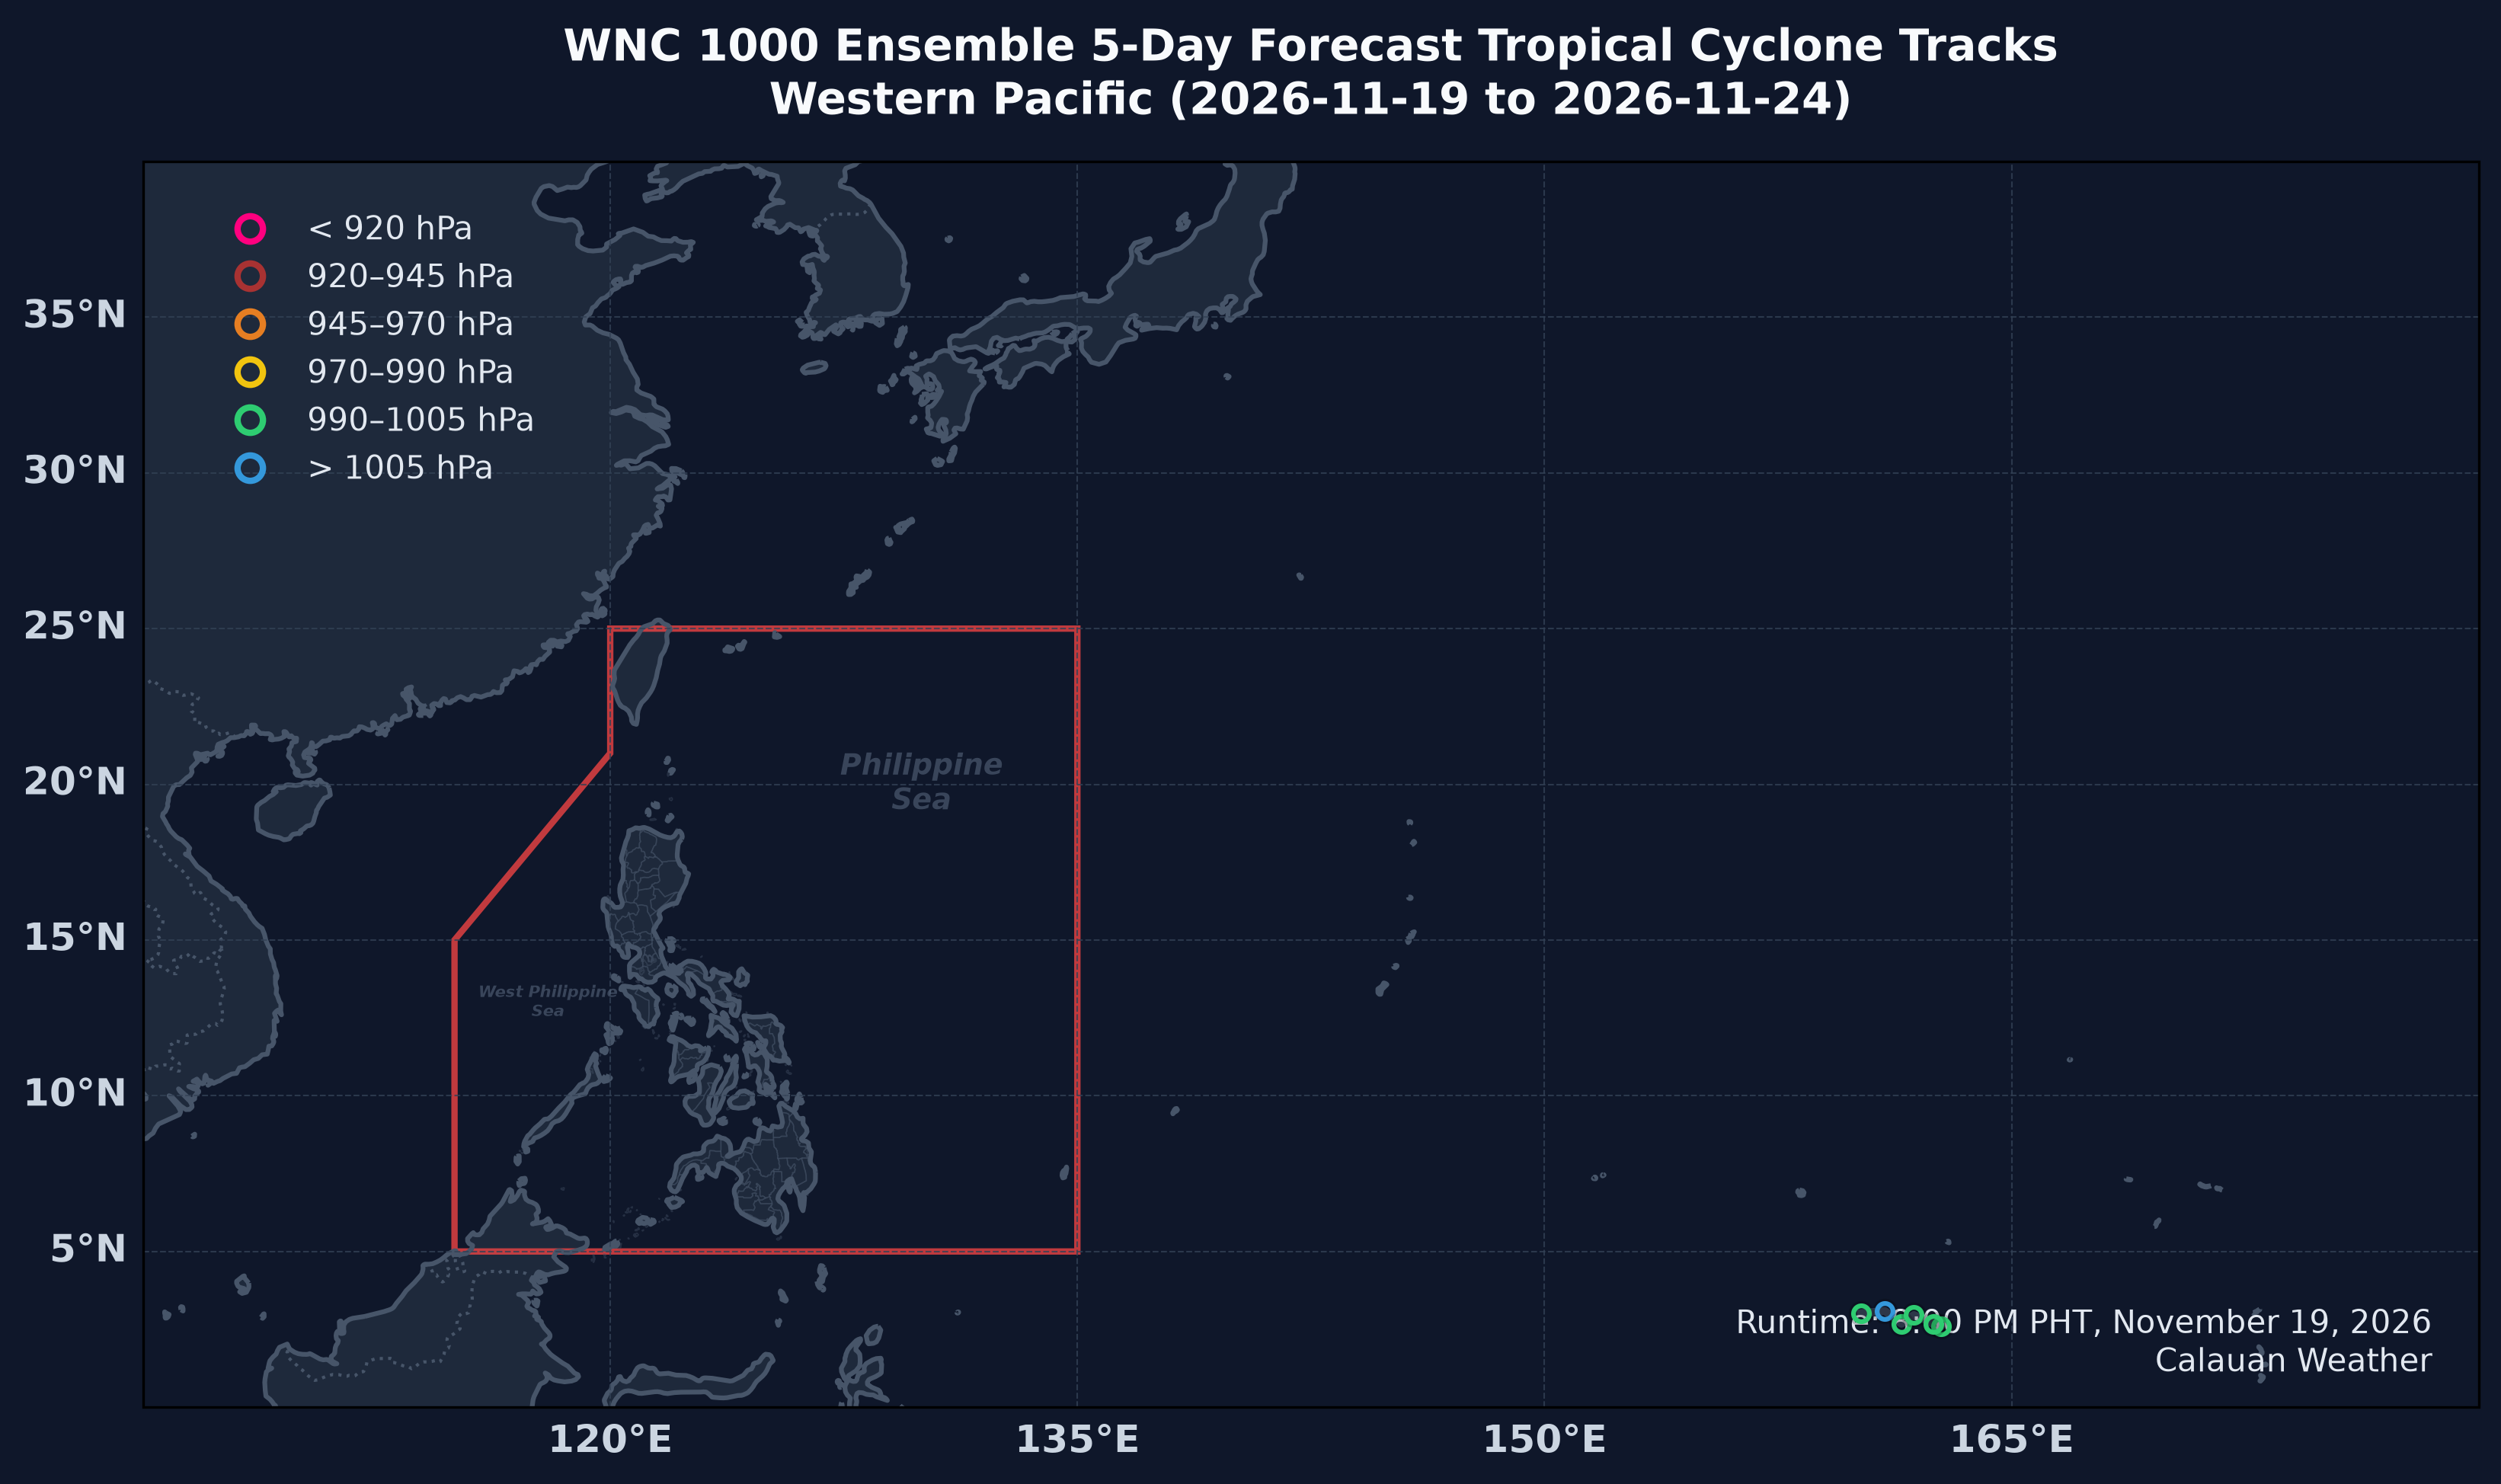 WNC 1000 Ensemble 5-Day Forecast Tropical Cyclone Tracks
Western Pacific (2026-11-19 to 2026-11-24)
< 920 hPa
920–945 hPa
945–970 hPa
970–990 hPa
990–1005 hPa
> 1005 hPa
35°N
30°N
25°N
20°N
15°N
10°N
5°N
Philippine
Sea
West Philippine
Sea
Runtime: PM PHT, November 19, 2026
Calauan Weather
120°E
135°E
150°E
165°E